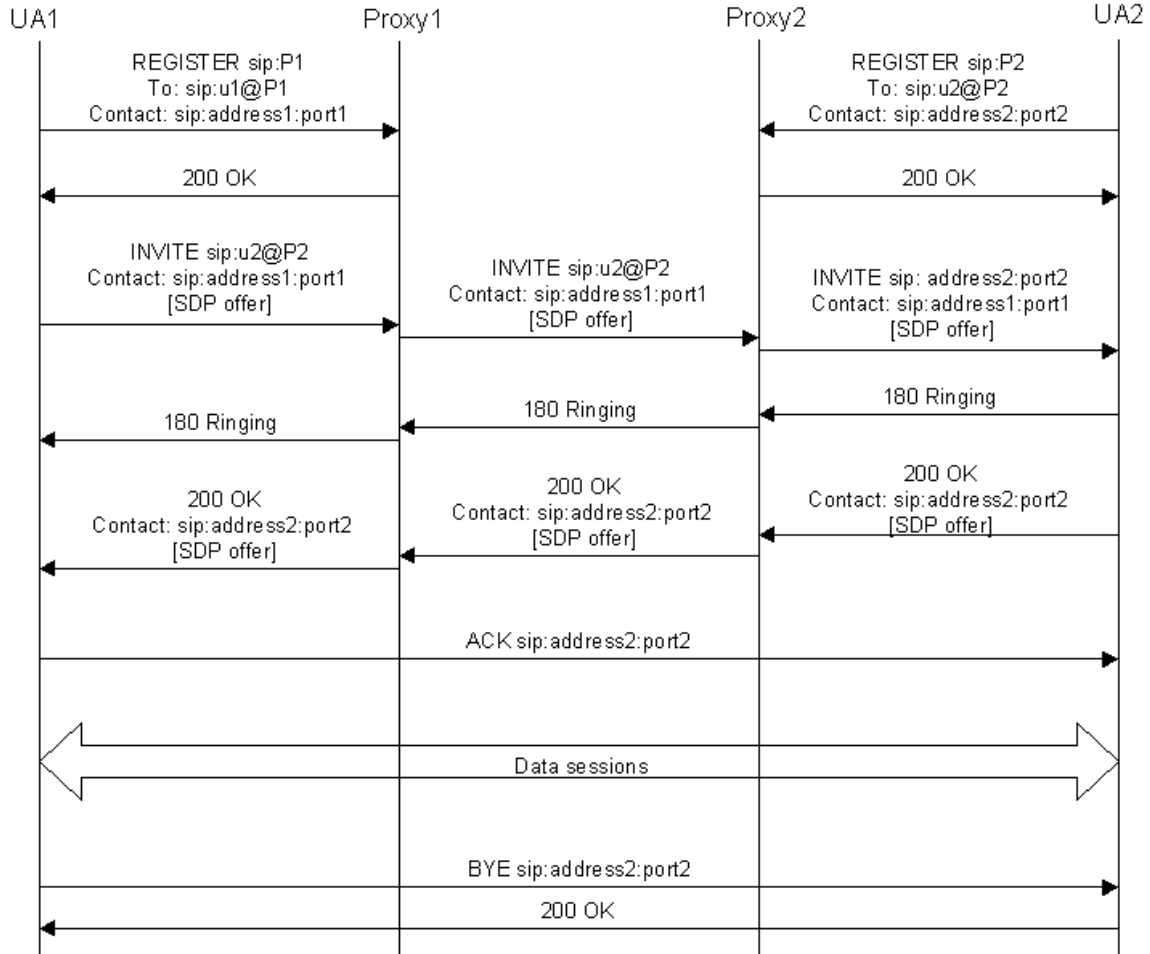 UA1
Proxy1
Proxy2
UA2
REGISTER sip:P1
To: sip:u1@P1
Contact: sip:address1:port1
REGISTER sip:P2
To: sip:u2@P2
Contact: sip:address2:port2
200 OK
200 OK
INVITE sip:u2@P2
Contact: sip:address1:port1
[SDP offer]
INVITE sip:u2@P2
Contact: sip:address1:port1
[SDP offer]
INVITE sip: address2:port2
Contact: sip:address1:port1
[SDP offer]
180 Ringing
180 Ringing
180 Ringing
200 OK
Contact: sip:address2:port2
[SDP offer]
200 OK
Contact: sip:address2:port2
[SDP offer]
200 OK
Contact: sip:address2:port2
[SDP offer]
ACK sip:address2:port2
Data sessions
BYE sip:address2:port2
200 OK